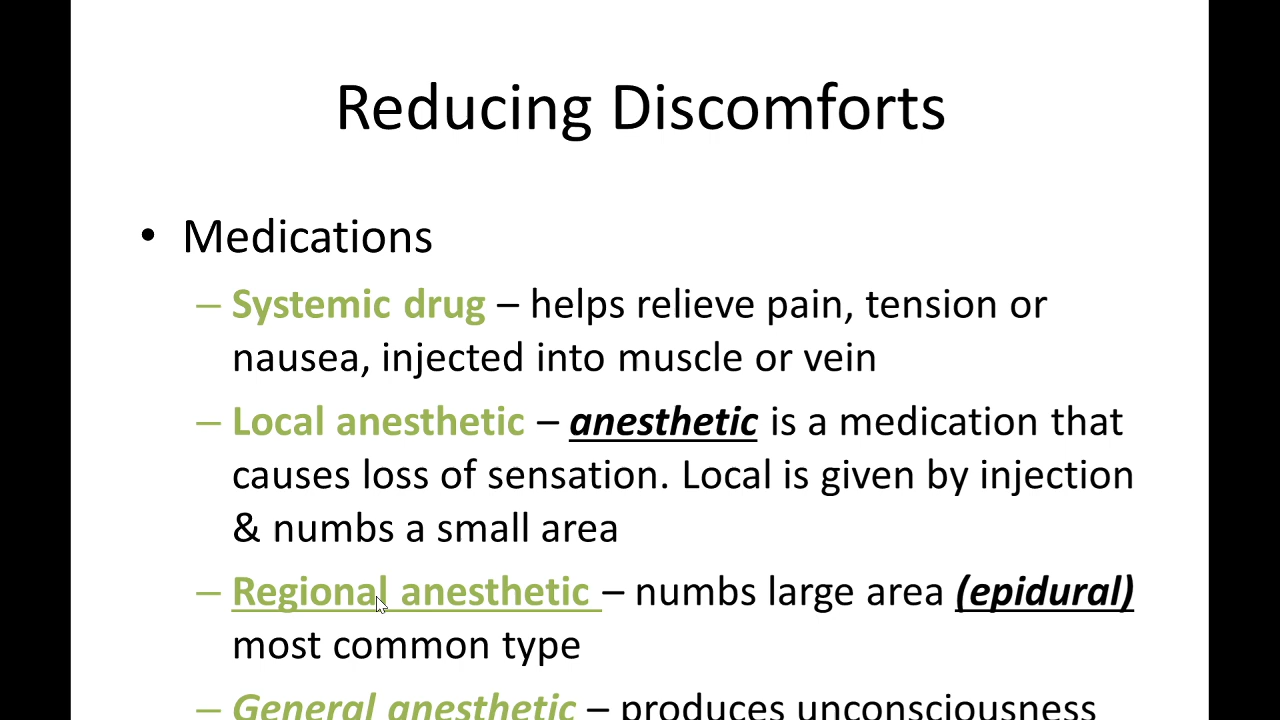 Reducing Discomforts
• Medications
– Systemic drug – helps relieve pain, tension or
nausea, injected into muscle or vein
– Local anesthetic – anesthetic is a medication that
causes loss of sensation. Local is given by injection
& numbs a small area
– Regional anesthetic – numbs large area (epidural)
most common type
– General anesthetic – produces unconsciousness